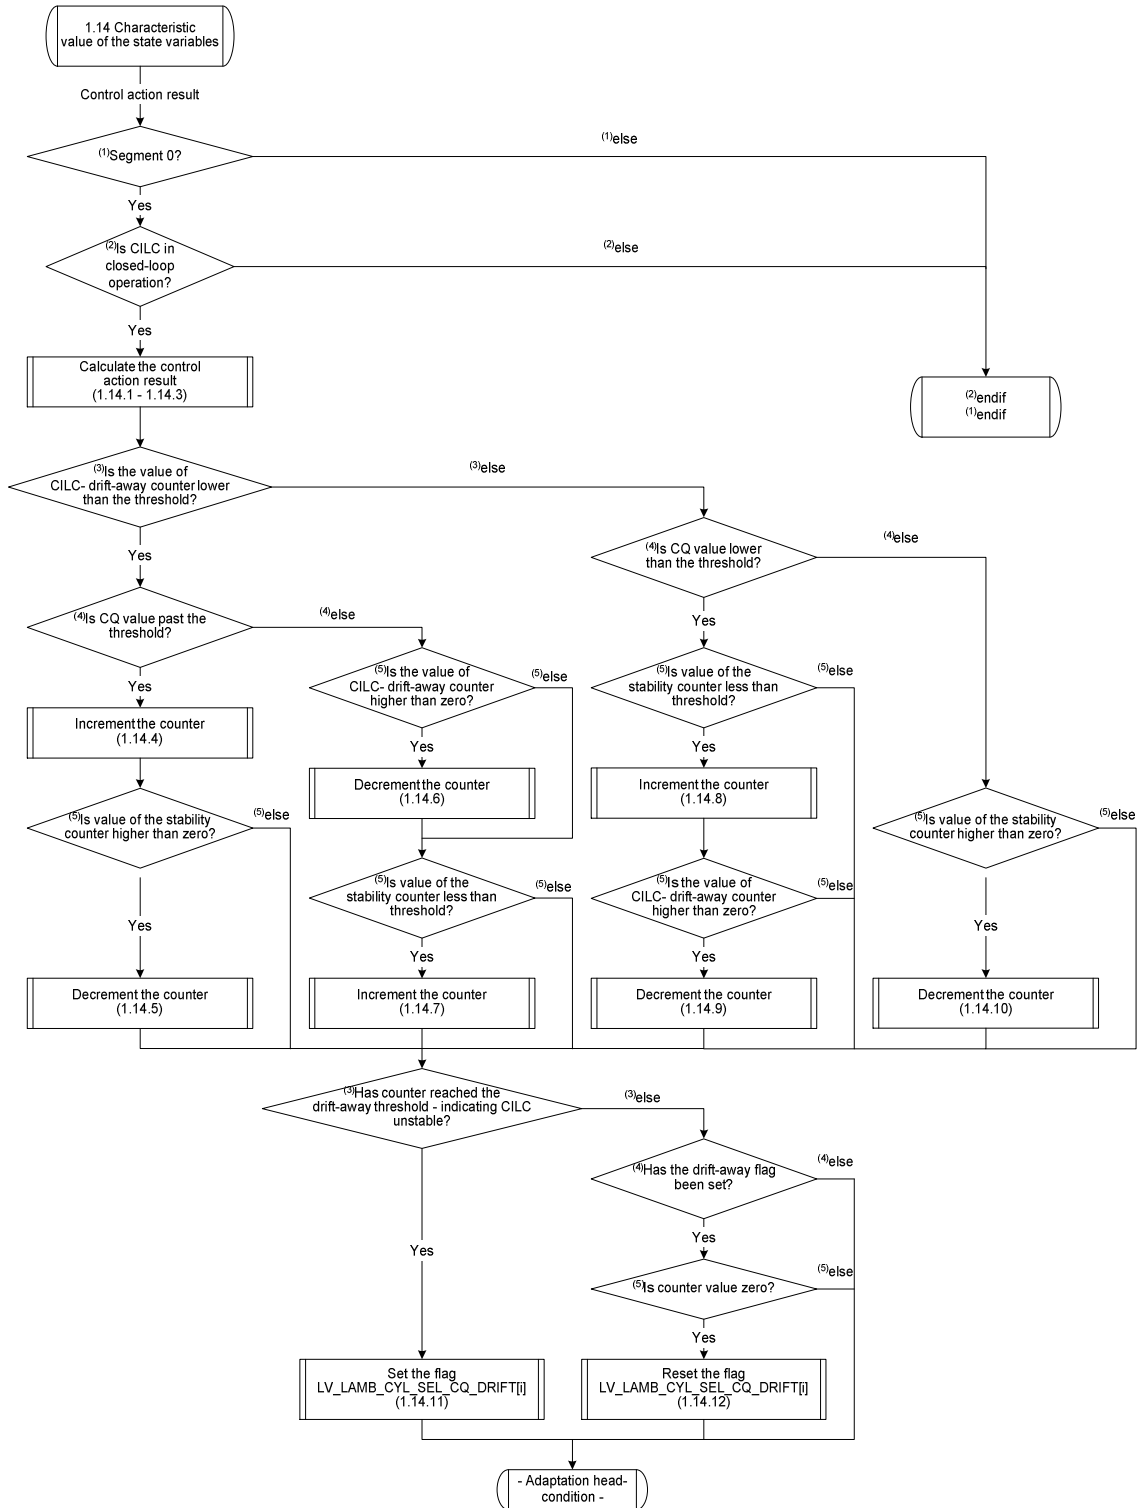 1.14 Characteristic
value of the state variables
Control action result
(1)Segment 0?
(1)else
Yes
(2)Is CILC in
closed-loop
operation?
(2)else
Yes
Calculate the control
action result
(1.14.1 - 1.14.3)
(2)endif
(1)endif
(3)Is the value of
CILC- drift-away counter lower
than the threshold?
(3)else
Yes
(4)Is CQ value lower
than the threshold?
(4)else
Yes
(4)Is CQ value past the
threshold?
(4)else
Yes
(5)Is the value of
CILC- drift-away counter
higher than zero?
(5)else
(5)Is value of the
stability counter less than
threshold?
(5)else
Increment the counter
(1.14.4)
Yes
Decrement the counter
(1.14.6)
Yes
Increment the counter
(1.14.8)
(5)Is value of the stability
counter higher than zero?
(5)else
(5)Is value of the stability
counter higher than zero?
(5)else
(5)Is value of the
stability counter less than
threshold?
(5)else
(5)Is the value of
CILC- drift-away counter
higher than zero?
(5)else
Yes
Yes
Yes
Yes
Decrement the counter
(1.14.5)
Increment the counter
(1.14.7)
Decrement the counter
(1.14.9)
Decrement the counter
(1.14.10)
(3)Has counter reached the
drift-away threshold - indicating CILC
unstable?
(3)else
(4)Has the drift-away flag
been set?
(4)else
Yes
Yes
(5)Is counter value zero?
(5)else
Yes
Set the flag
LV_LAMB_CYL_SEL_CQ_DRIFT[i]
(1.14.11)
Reset the flag
LV_LAMB_CYL_SEL_CQ_DRIFT[i]
(1.14.12)
- Adaptation head-
condition -